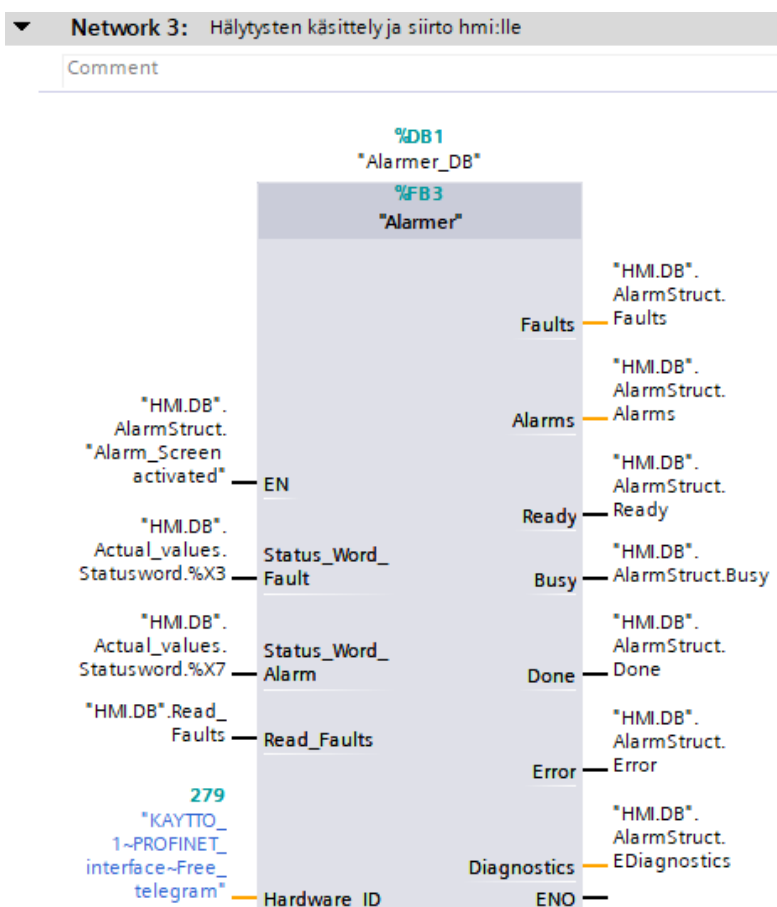 Network 3: Hälytysten käsittely ja siirto hmi:lle
Comment
%DB1
"Alarmer_DB"
%FB3
"Alarmer"
"HMI.DB".
AlarmStruct.
"Alarm_Screen
activated"
EN
"HMI.DB".
Actual_values.
Statusword.%X3
Status_Word_
Fault
"HMI.DB".
Actual_values.
Statusword.%X7
Status_Word_
Alarm
"HMI.DB".Read_
Faults
Read_Faults
279
"KAYTTO_
1~PROFINET_
interface~Free_
telegram"
Hardware_ID
Faults
"HMI.DB".
AlarmStruct.
Faults
Alarms
"HMI.DB".
AlarmStruct.
Alarms
Ready
"HMI.DB".
AlarmStruct.
Ready
Busy
"HMI.DB".
AlarmStruct.Busy
Done
"HMI.DB".
AlarmStruct.
Done
Error
"HMI.DB".
AlarmStruct.
Error
Diagnostics
"HMI.DB".
AlarmStruct.
EDiagnostics
ENO